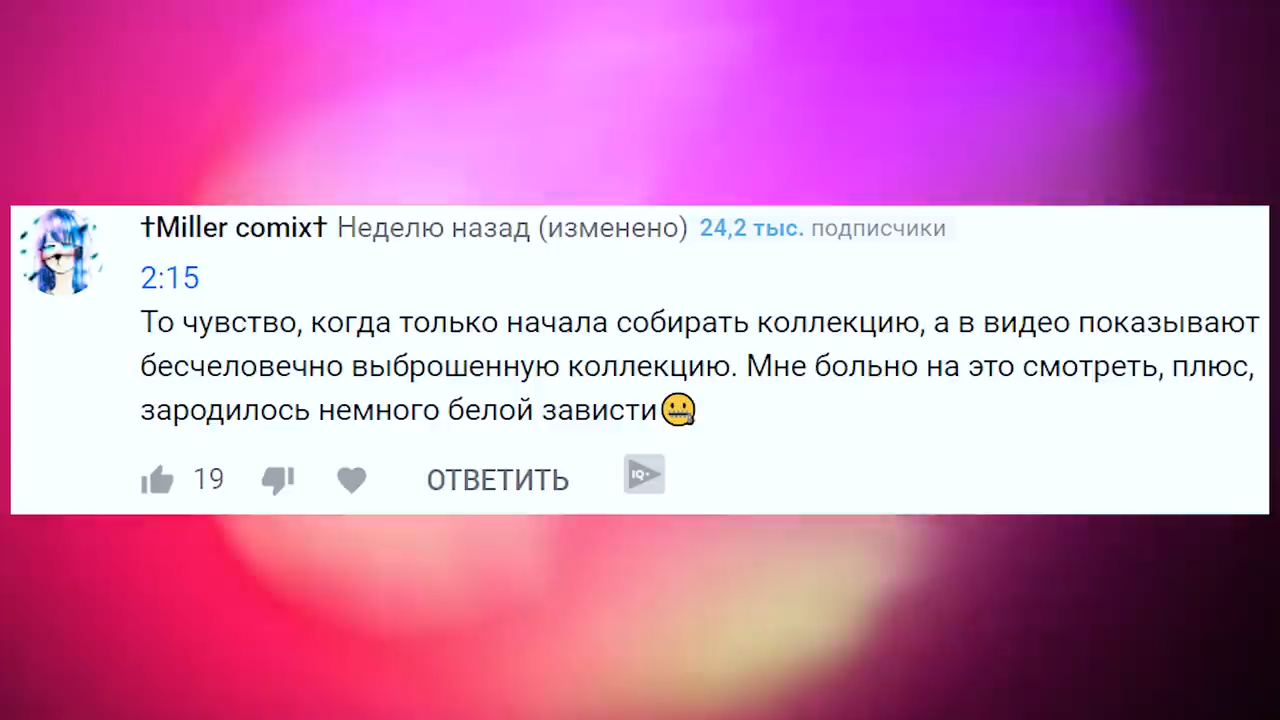 †Miller comix† Неделю назад (изменено) 24,2 тыс. подписчики
2:15
То чувство, когда только начала собирать коллекцию, а в видео показывают
бесчеловечно выброшенную коллекцию. Мне больно на это смотреть, плюс,
зародилось немного белой зависти🤐
19 ОТВЕТИТЬ IQ